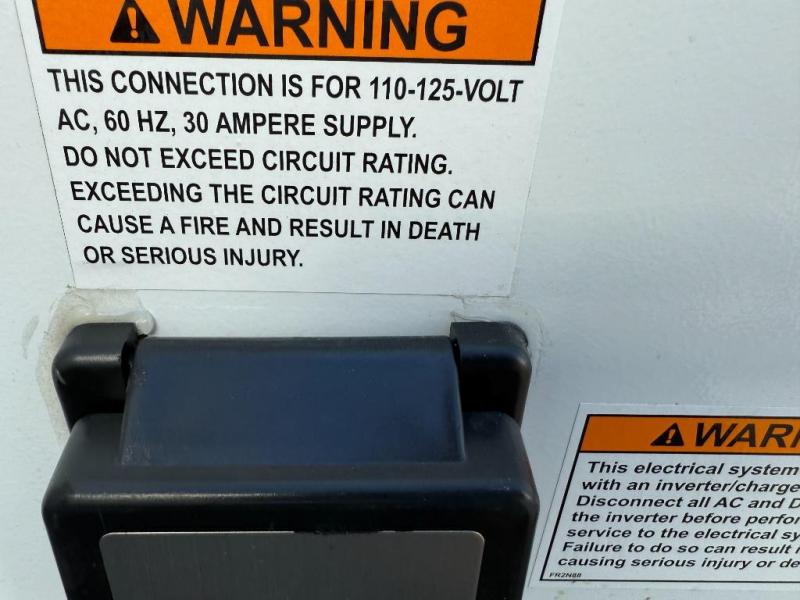 WARNING
THIS CONNECTION IS FOR 110-125-VOLT
AC, 60 HZ, 30 AMPERE SUPPLY.
DO NOT EXCEED CIRCUIT RATING.
EXCEEDING THE CIRCUIT RATING CAN
CAUSE A FIRE AND RESULT IN DEATH
OR SERIOUS INJURY.
This electrical system
with an
Disconnect all AC and
the inverter before
service to the electrical
Failure to do so can result
causing serious injury or
FR2N88